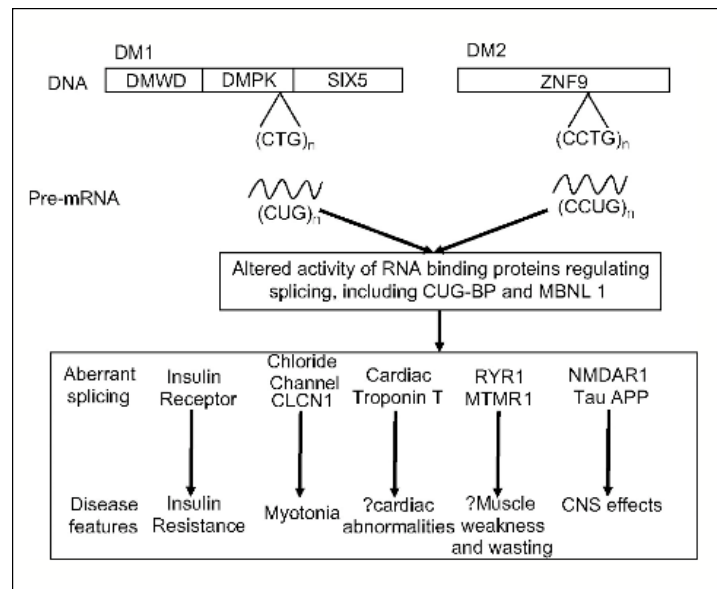 DM1
DM2
DNA
DMWD DMPK SIX5
ZNF9
(CTG)n
(CCTG)n
Pre-mRNA
(CUG)n
(CCUG)n
Altered activity of RNA binding proteins regulating
splicing, including CUG-BP and MBNL 1
Aberrant
splicing
Insulin
Receptor
Chloride
Channel
CLCN1
Cardiac
Troponin T
RYR1
MTMR1
NMDAR1
Tau APP
Disease
features
Insulin
Resistance
Myotonia
?cardiac
abnormalities
?Muscle
weakness
and wasting
CNS effects